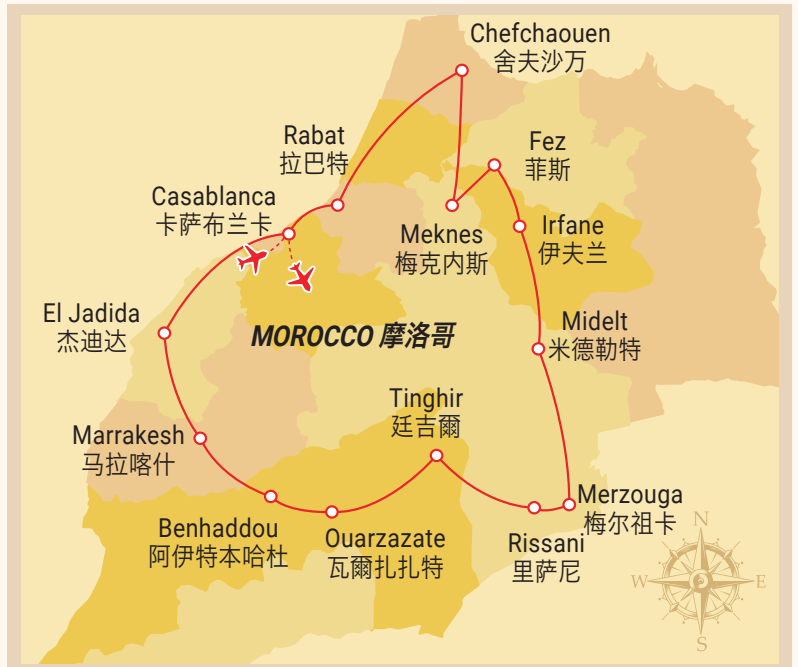 Chefchaouen
舍夫沙万
Rabat
拉巴特
Fez
菲斯
Casablanca
卡萨布兰卡
Meknes
梅克内斯
Irfane
伊夫兰
El Jadida
杰迪达
MOROCCO 摩洛哥
Midelt
米德勒特
Tinghir
廷吉爾
Marrakesh
马拉喀什
Merzouga
梅尔祖卡
Benhaddou
阿伊特本哈杜
Ouarzazate
瓦爾扎扎特
Rissani
里萨尼
N
W
E
S